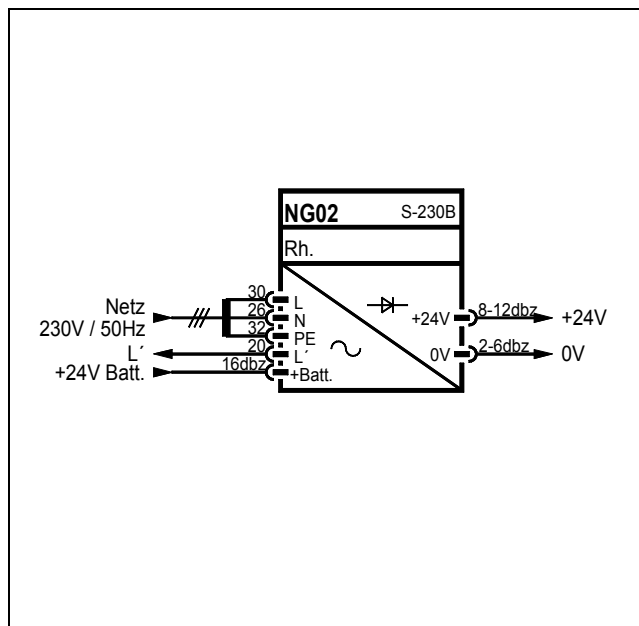 NG02 S-230B
Rh.
Netz
230V / 50Hz
L´
+24V Batt.
30
26
32
20
16dbz
L
N
PE
L´
+Batt.
+24V
0V
8-12dbz
2-6dbz
+24V
0V